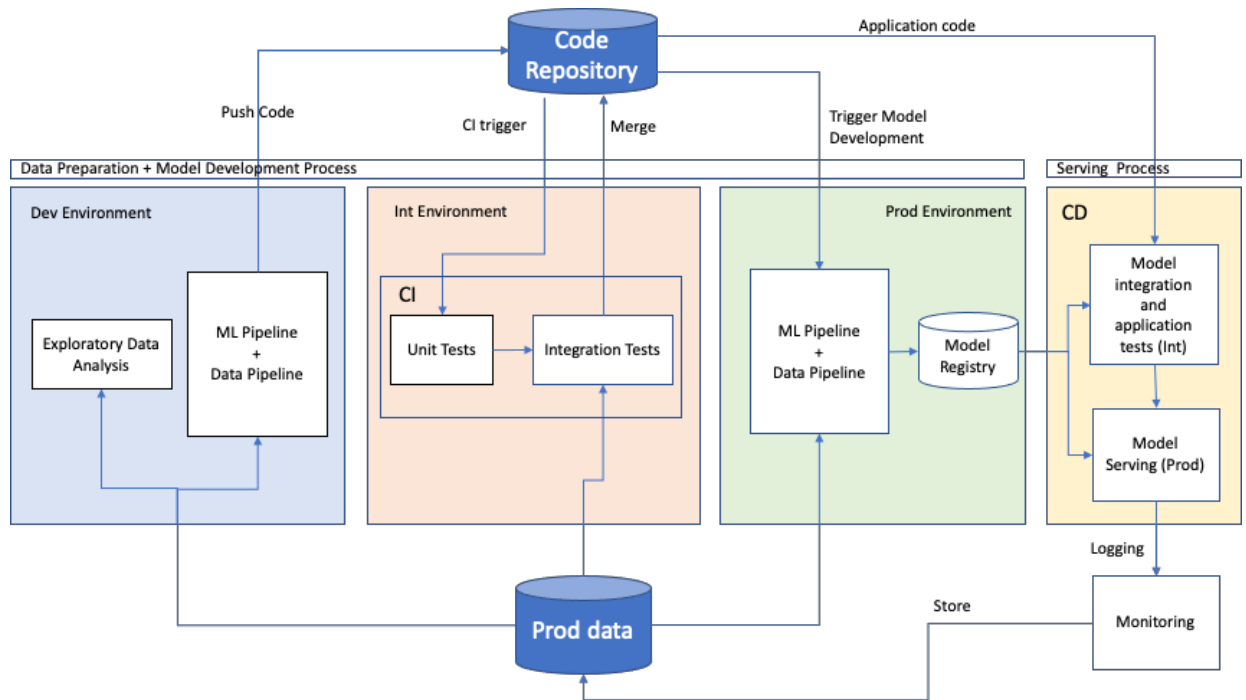 Code
Repository
Application code
Push Code
CI trigger
Merge
Trigger Model
Development
Data Preparation + Model Development Process
Serving Process
Dev Environment
Int Environment
Prod Environment
CD
CI
Exploratory Data
Analysis
ML Pipeline
+
Data Pipeline
Unit Tests
Integration Tests
ML Pipeline
+
Data Pipeline
Model
Registry
Model
integration
and
application
tests (Int)
Model
Serving (Prod)
Logging
Prod data
Store
Monitoring